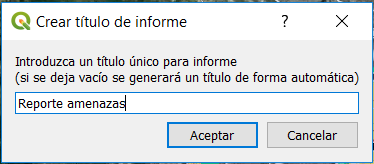 Crear título de informe
Introduzca un título único para informe
(si se deja vacío se generará un título de forma automática)
Reporte amenazas
Aceptar
Cancelar